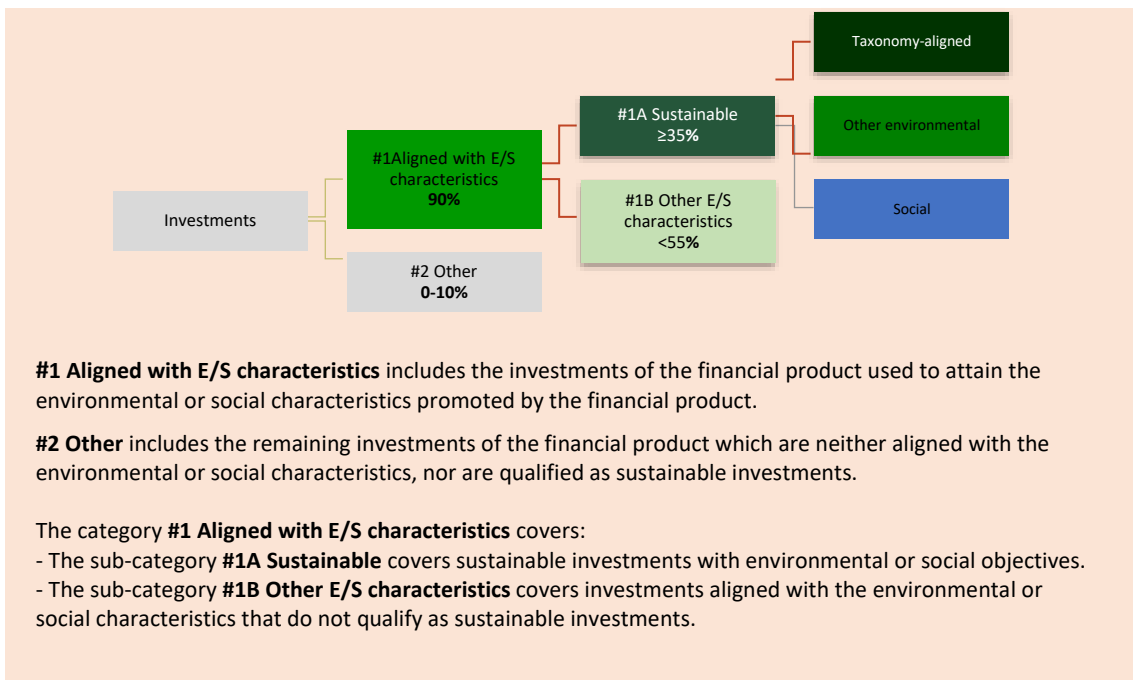 Taxonomy-aligned
#1A Sustainable
≥35%
Other environmental
#1Aligned with E/S
characteristics
90%
#1B Other E/S
characteristics
<55%
Social
Investments
#2 Other
0-10%
#1 Aligned with E/S characteristics includes the investments of the financial product used to attain the
environmental or social characteristics promoted by the financial product.
#2 Other includes the remaining investments of the financial product which are neither aligned with the
environmental or social characteristics, nor are qualified as sustainable investments.
The category #1 Aligned with E/S characteristics covers:
- The sub-category #1A Sustainable covers sustainable investments with environmental or social objectives.
- The sub-category #1B Other E/S characteristics covers investments aligned with the environmental or
social characteristics that do not qualify as sustainable investments.